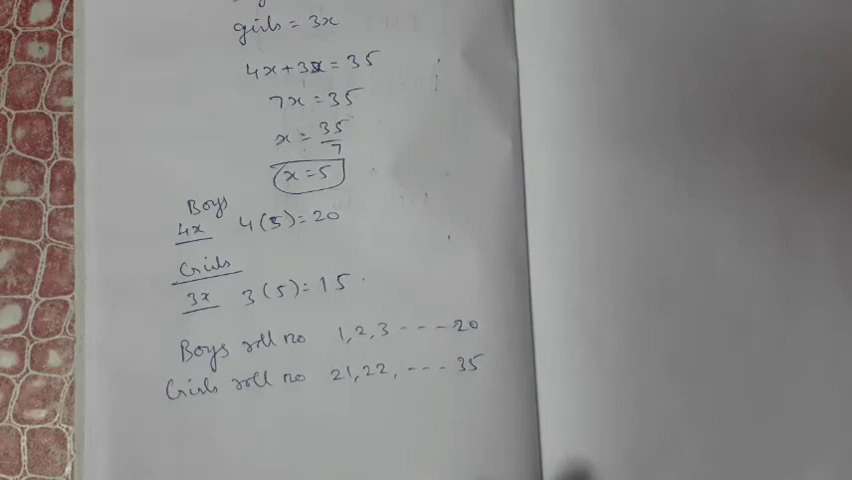 girls = 3x
4x+3x = 35
7x = 35
x = 35/7
x = 5
Boys
4x 4(5)=20
Girls
3x 3(5)=15
Boys roll no 1,2,3 ---20
Girls roll no 21,22, --- 35